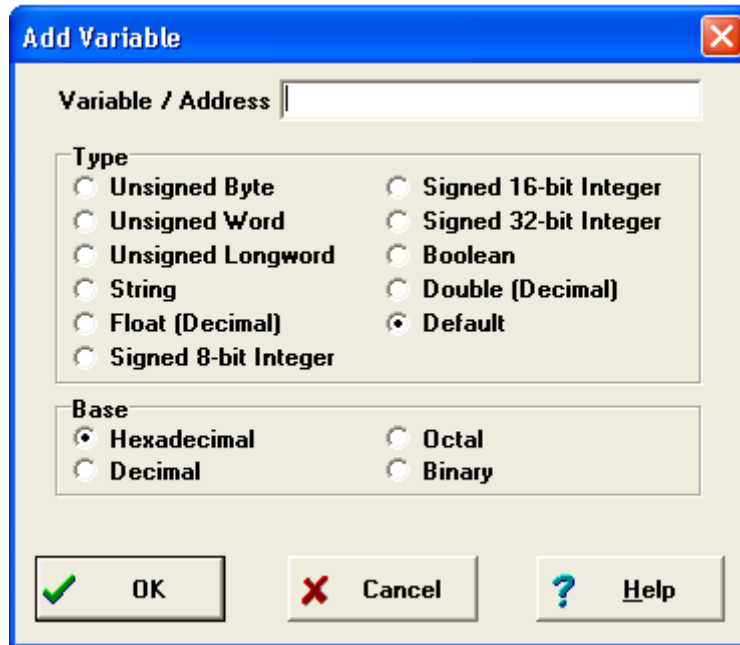 Add Variable
Variable / Address
Type
Unsigned Byte
Unsigned Word
Unsigned Longword
String
Float (Decimal)
Signed 8-bit Integer
Signed 16-bit Integer
Signed 32-bit Integer
Boolean
Double (Decimal)
Default
Base
Hexadecimal
Decimal
Octal
Binary
OK
Cancel
Help